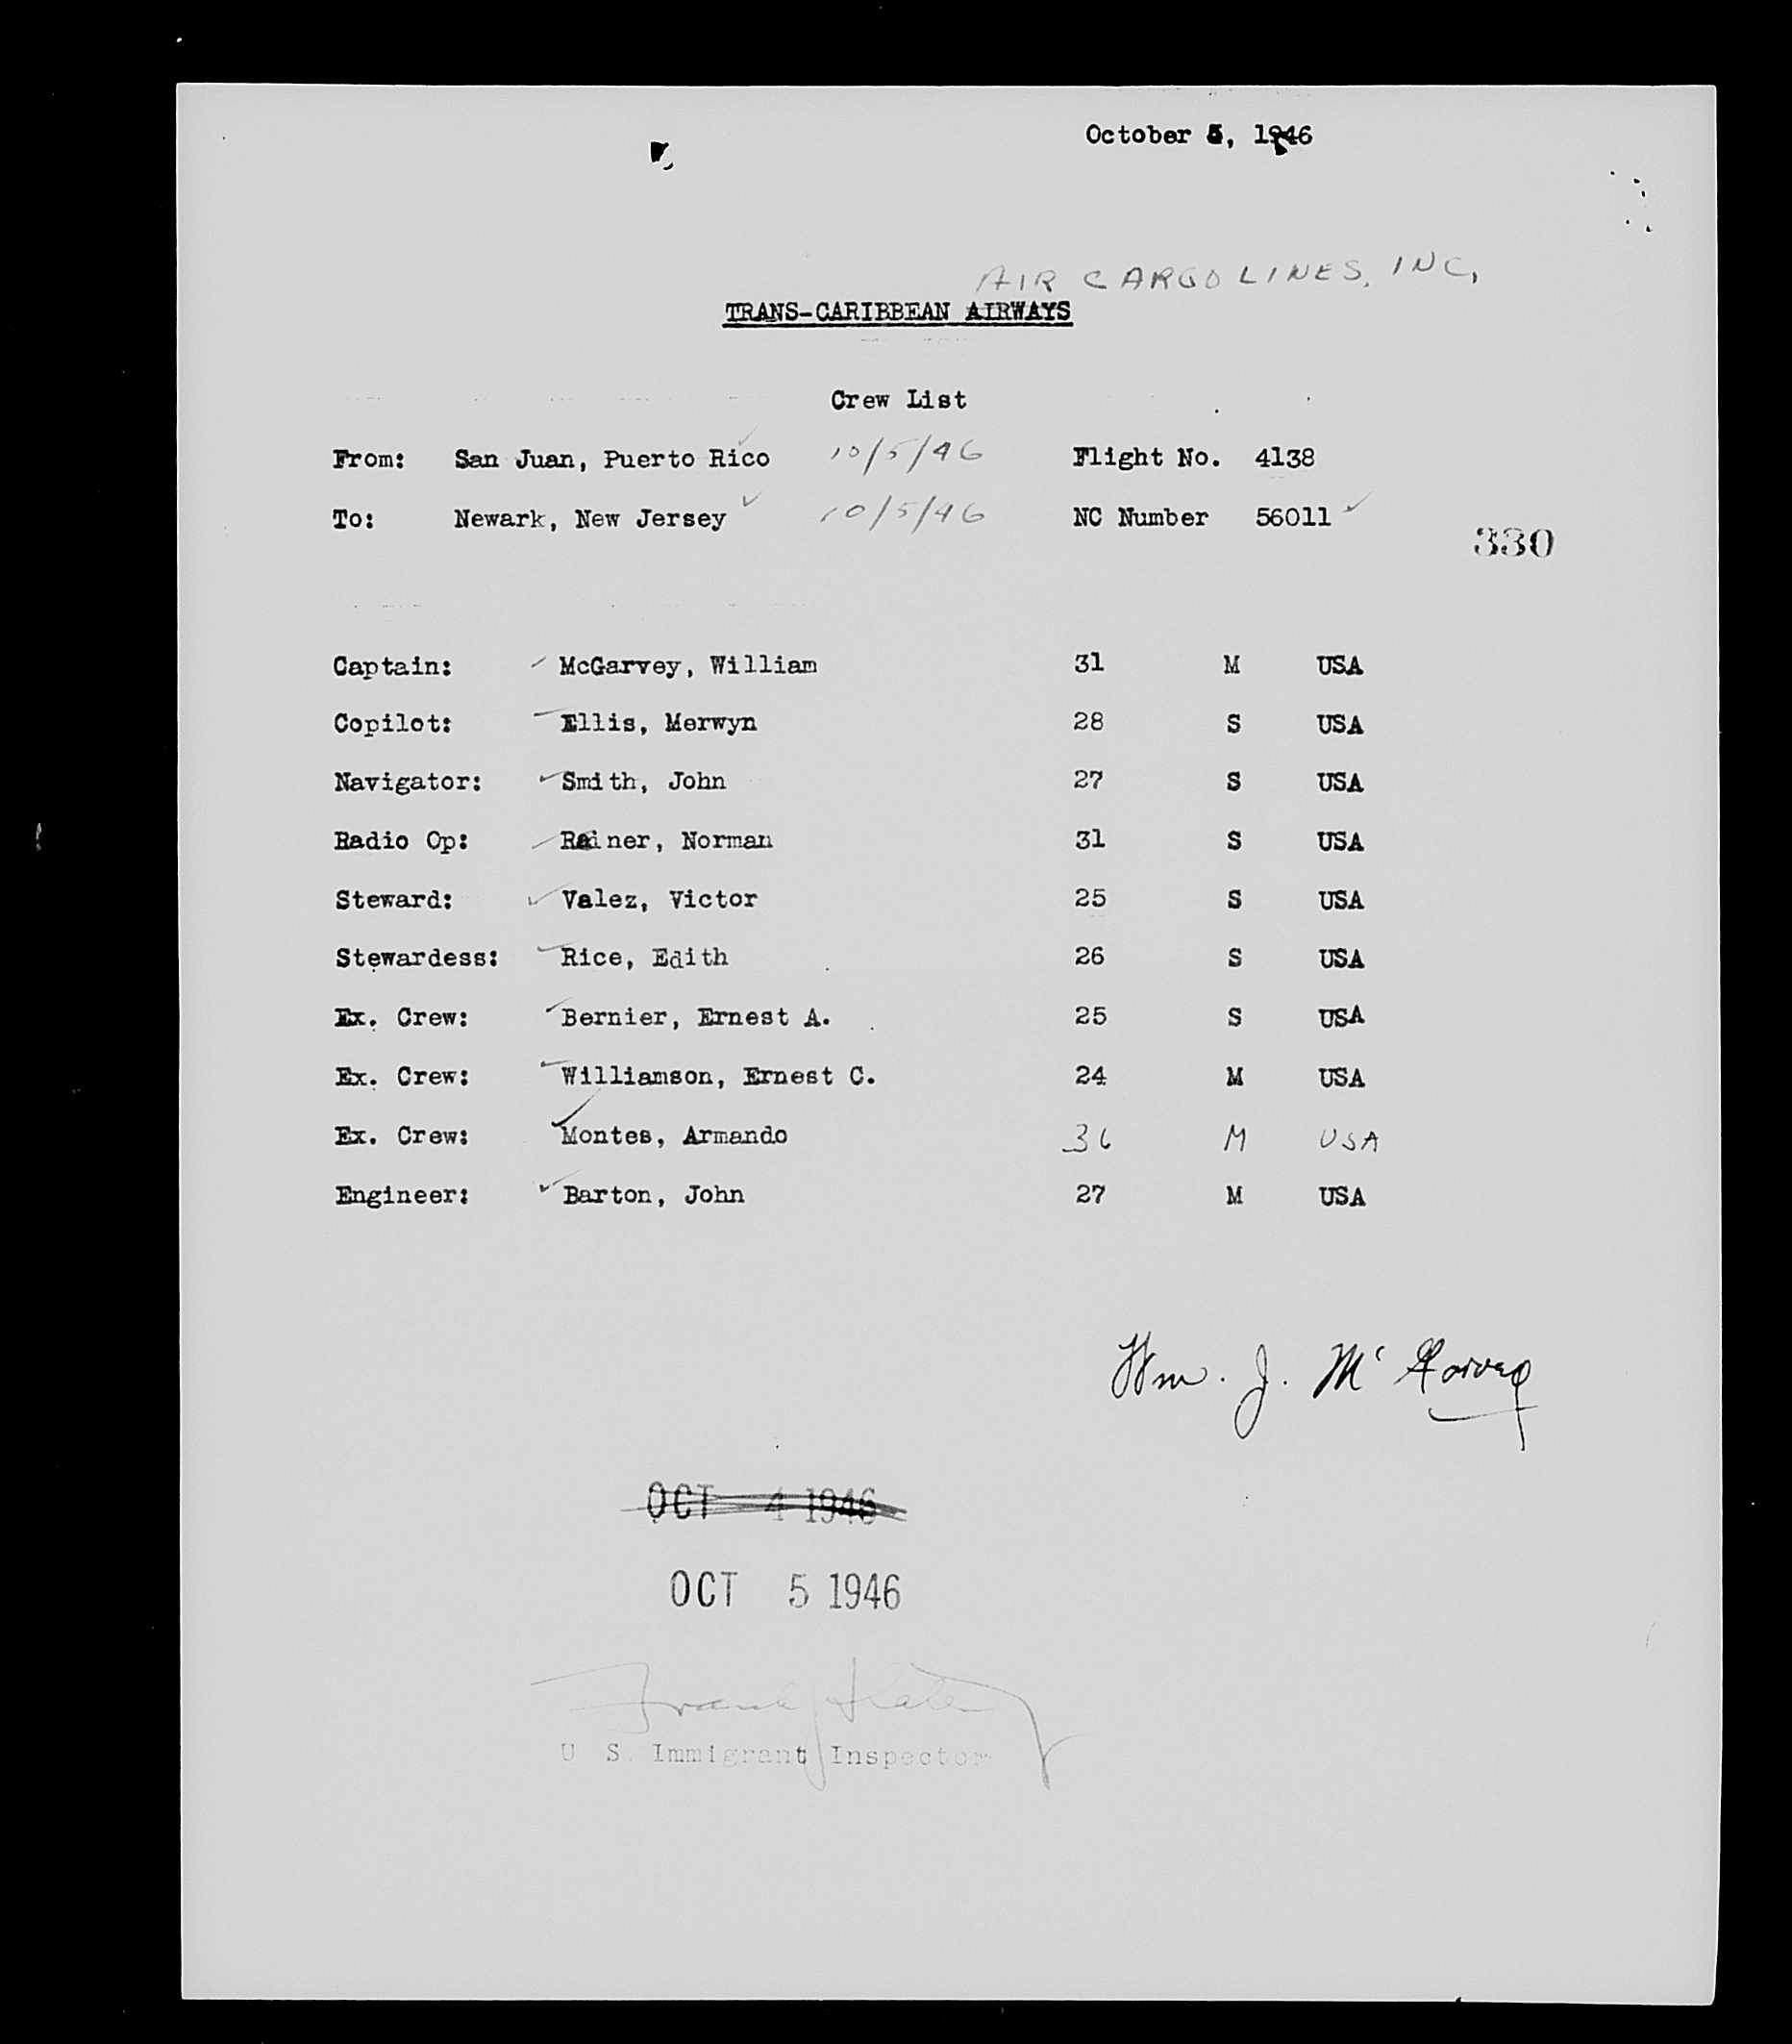 October 5, 1946
AIR CARGO LINES, INC,
TRANS-CARIBBEAN AIRWAYS
Crew List
From: San Juan, Puerto Rico 10/5/46 Flight No. 4138
To: Newark, New Jersey 10/5/46 NC Number 56011
330
Captain: McGarvey, William 31 M USA
Copilot: Ellis, Merwyn 28 S USA
Navigator: Smith, John 27 S USA
Radio Op: Rainer, Norman 31 S USA
Steward: Valez, Victor 25 S USA
Stewardess: Rice, Edith 26 S USA
Ex. Crew: Bernier, Ernest A. 25 S USA
Ex. Crew: Williamson, Ernest C. 24 M USA
Ex. Crew: Montes, Armando 36 M USA
Engineer: Barton, John 27 M USA
Wm. J. McGarvey
OCT 4 1946
OCT 5 1946
Frank
U S. Immigrant Inspector